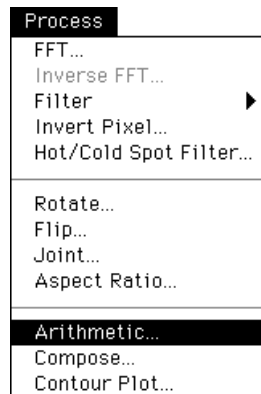 Process
FFT...
Inverse FFT...
Filter
Invert Pixel...
Hot/Cold Spot Filter...
Rotate...
Flip...
Joint...
Aspect Ratio...
Arithmetic...
Compose...
Contour Plot...